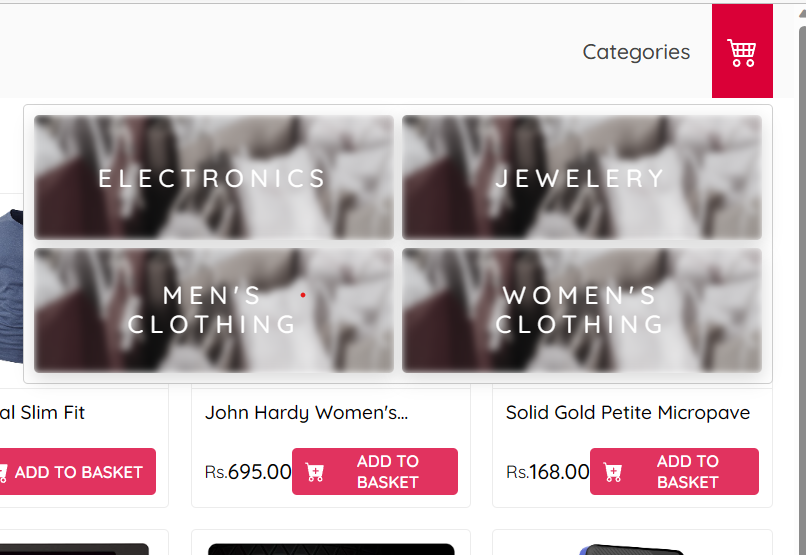 Categories
ELECTRONICS
JEWELERY
MEN'S
CLOTHING
WOMEN'S
CLOTHING
al Slim Fit
John Hardy Women's...
Solid Gold Petite Micropave
ADD TO BASKET
Rs.695.00
ADD TO
BASKET
Rs.168.00
ADD TO
BASKET